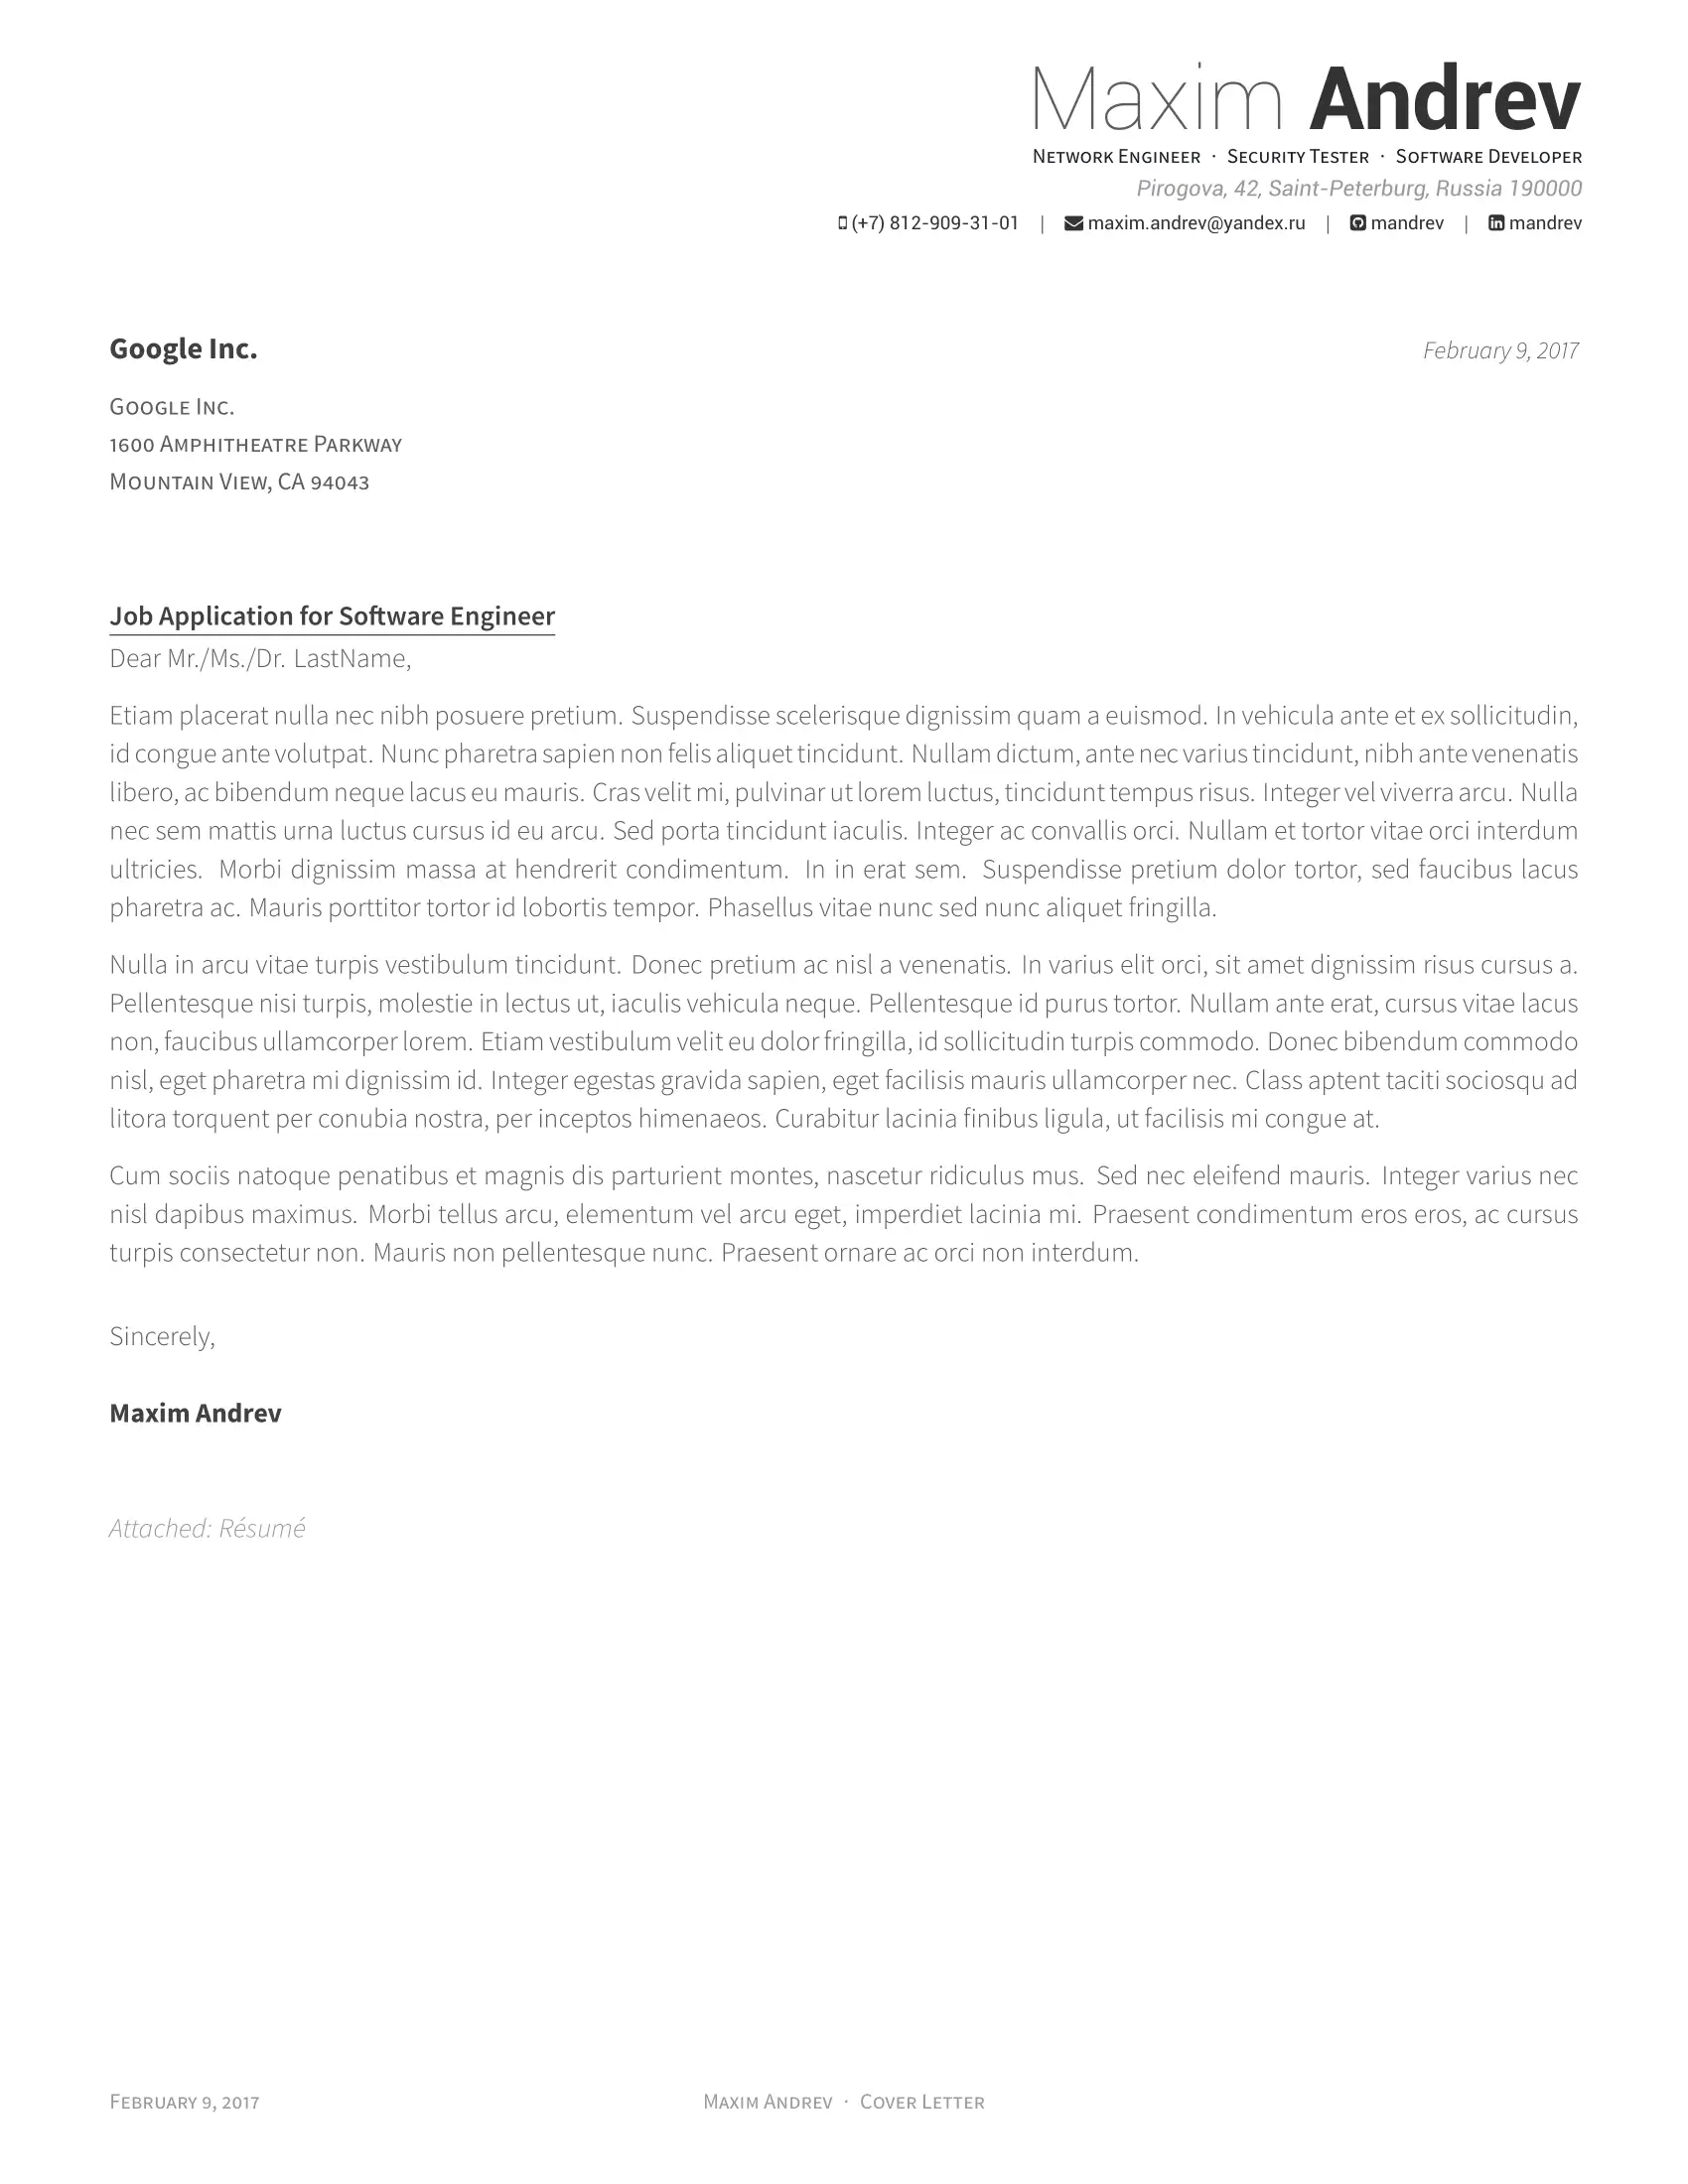 Maxim Andrev
Network Engineer · Security Tester · Software Developer
Pirogova, 42, Saint-Peterburg, Russia 190000
(+7) 812-909-31-01 | maxim.andrev@yandex.ru | mandrev | mandrev
Google Inc. February 9, 2017
Google Inc.
1600 Amphitheatre Parkway
Mountain View, CA 94043
Job Application for Software Engineer
Dear Mr./Ms./Dr. LastName,
Etiam placerat nulla nec nibh posuere pretium. Suspendisse scelerisque dignissim quam a euismod. In vehicula ante et ex sollicitudin,
id congue ante volutpat. Nunc pharetra sapien non felis aliquet tincidunt. Nullam dictum, ante nec varius tincidunt, nibh ante venenatis
libero, ac bibendum neque lacus eu mauris. Cras velit mi, pulvinar ut lorem luctus, tincidunt tempus risus. Integer vel viverra arcu. Nulla
nec sem mattis urna luctus cursus id eu arcu. Sed porta tincidunt iaculis. Integer ac convallis orci. Nullam et tortor vitae orci interdum
ultricies. Morbi dignissim massa at hendrerit condimentum. In in erat sem. Suspendisse pretium dolor tortor, sed faucibus lacus
pharetra ac. Mauris porttitor tortor id lobortis tempor. Phasellus vitae nunc sed nunc aliquet fringilla.
Nulla in arcu vitae turpis vestibulum tincidunt. Donec pretium ac nisl a venenatis. In varius elit orci, sit amet dignissim risus cursus a.
Pellentesque nisi turpis, molestie in lectus ut, iaculis vehicula neque. Pellentesque id purus tortor. Nullam ante erat, cursus vitae lacus
non, faucibus ullamcorper lorem. Etiam vestibulum velit eu dolor fringilla, id sollicitudin turpis commodo. Donec bibendum commodo
nisl, eget pharetra mi dignissim id. Integer egestas gravida sapien, eget facilisis mauris ullamcorper nec. Class aptent taciti sociosqu ad
litora torquent per conubia nostra, per inceptos himenaeos. Curabitur lacinia finibus ligula, ut facilisis mi congue at.
Cum sociis natoque penatibus et magnis dis parturient montes, nascetur ridiculus mus. Sed nec eleifend mauris. Integer varius nec
nisl dapibus maximus. Morbi tellus arcu, elementum vel arcu eget, imperdiet lacinia mi. Praesent condimentum eros eros, ac cursus
turpis consectetur non. Mauris non pellentesque nunc. Praesent ornare ac orci non interdum.
Sincerely,
Maxim Andrev
Attached: Résumé
February 9, 2017 Maxim Andrev · Cover Letter